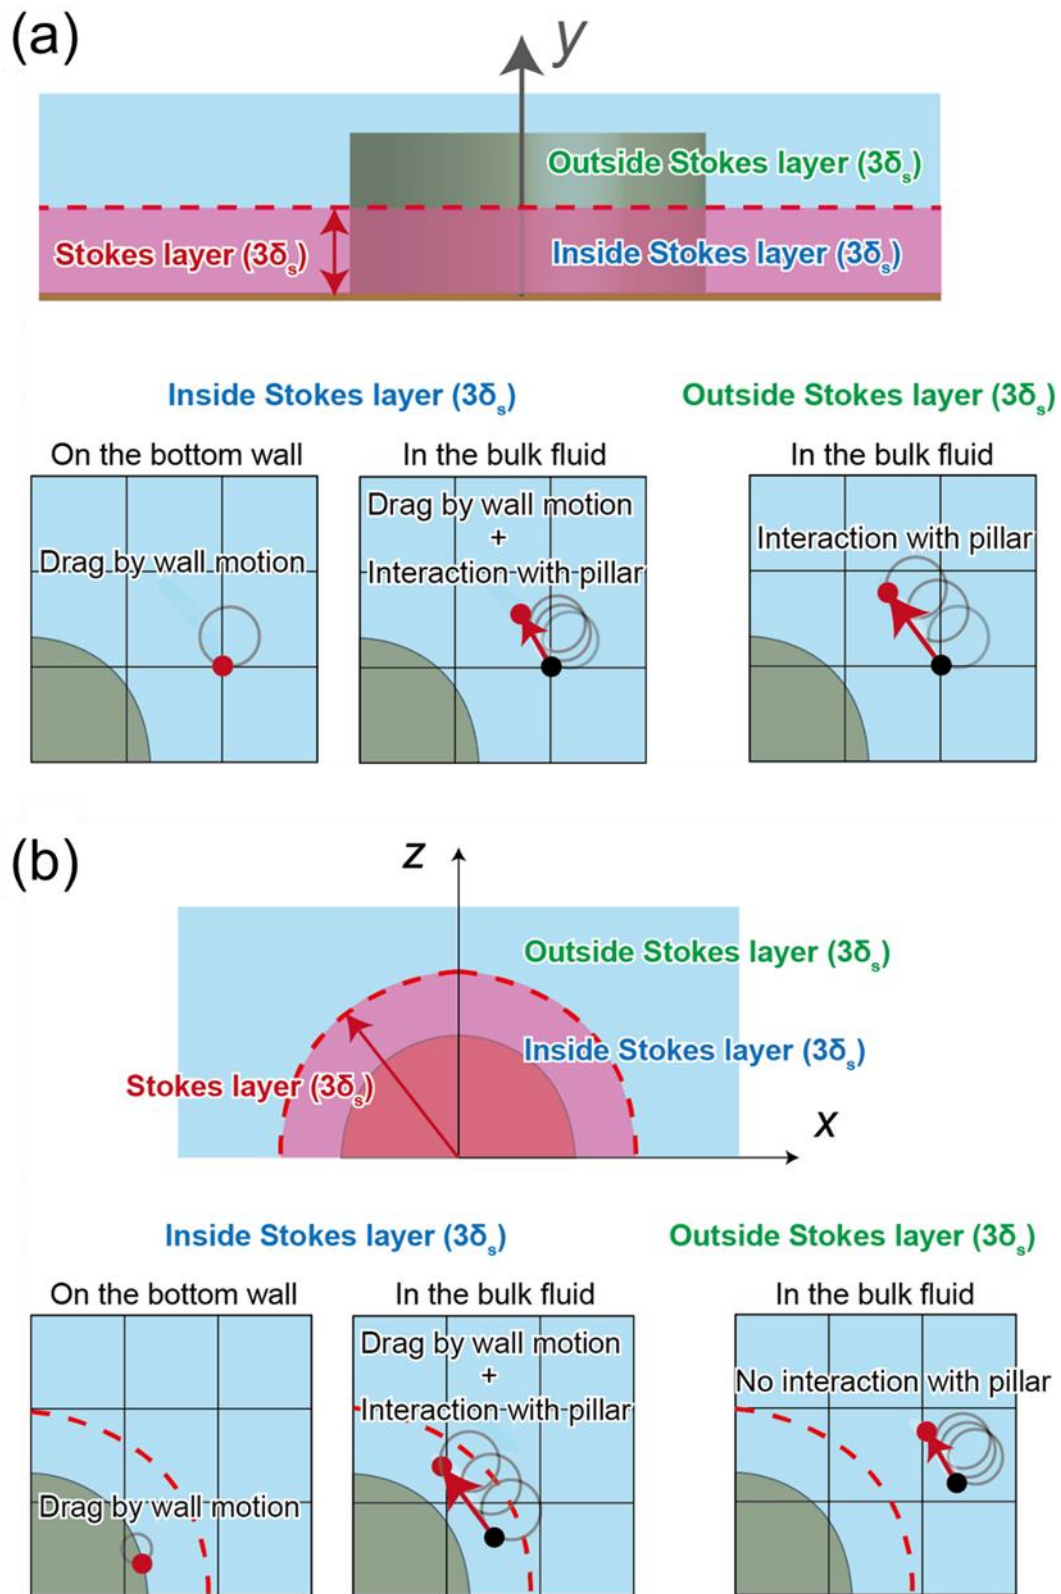 (a)
y
Outside Stokes layer (3δs)
Stokes layer (3δs)
Inside Stokes layer (3δs)
Inside Stokes layer (3δs)
Outside Stokes layer (3δs)
On the bottom wall
In the bulk fluid
In the bulk fluid
Drag by wall motion
Drag by wall motion
+
Interaction with pillar
Interaction with pillar
(b)
z
Outside Stokes layer (3δs)
Inside Stokes layer (3δs)
Stokes layer (3δs)
x
Inside Stokes layer (3δs)
Outside Stokes layer (3δs)
On the bottom wall
In the bulk fluid
In the bulk fluid
Drag by wall motion
Drag by wall motion
+
Interaction with pillar
No interaction with pillar